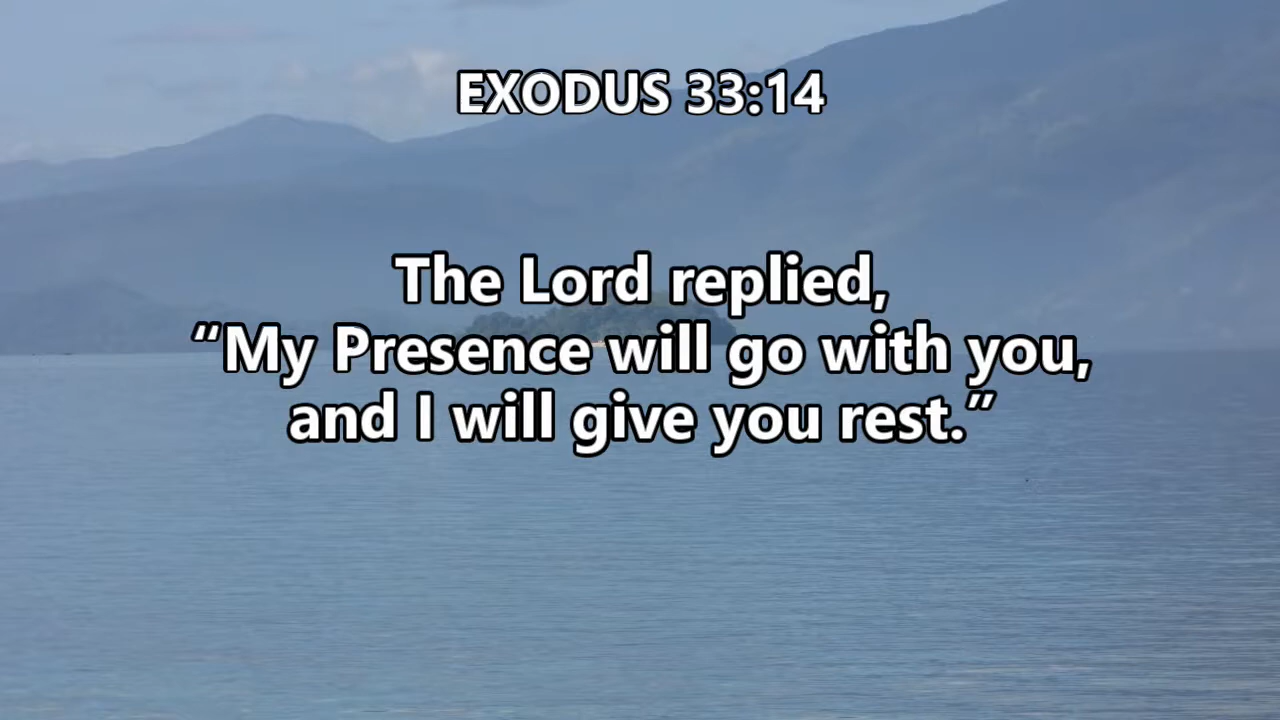 EXODUS 33:14
The Lord replied,
“My Presence will go with you,
and I will give you rest.”